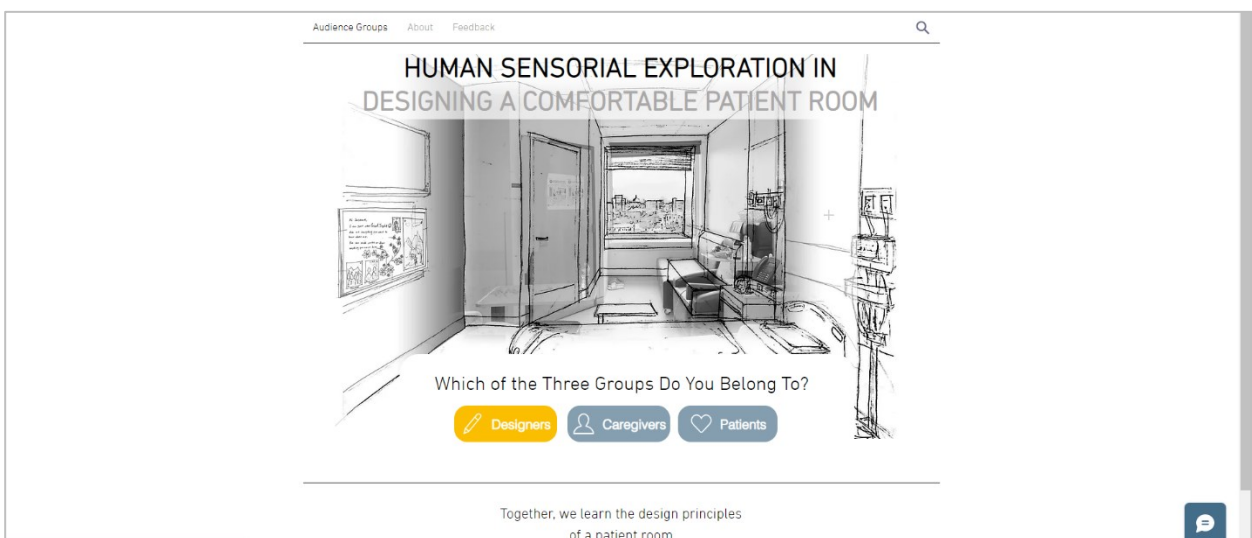 Audience Groups About Feedback
HUMAN SENSORIAL EXPLORATION IN
DESIGNING A COMFORTABLE PATIENT ROOM
Which of the Three Groups Do You Belong To?
Designers Caregivers Patients
Together, we learn the design principles
of a patient room